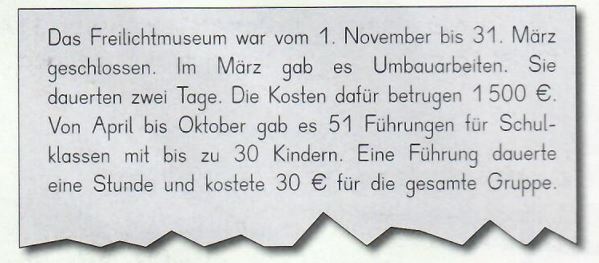 Das Freilichtmuseum war vom 1. November bis 31. März
geschlossen. Im März gab es Umbauarbeiten. Sie
dauerten zwei Tage. Die Kosten dafür betrugen 1500 €.
Von April bis Oktober gab es 51 Führungen für Schul-
klassen mit bis zu 30 Kindern. Eine Führung dauerte
eine Stunde und kostete 30 € für die gesamte Gruppe.